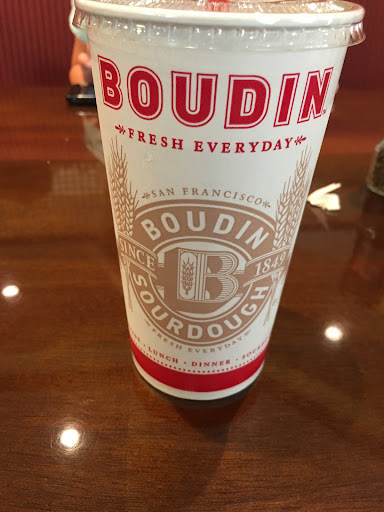 BOUDIN
FRESH EVERYDAY
SAN FRANCISCO
BOUDIN
SINCE B 1849
SOURDOUGH
FRESH EVERYDAY
LUNCH • DINNER